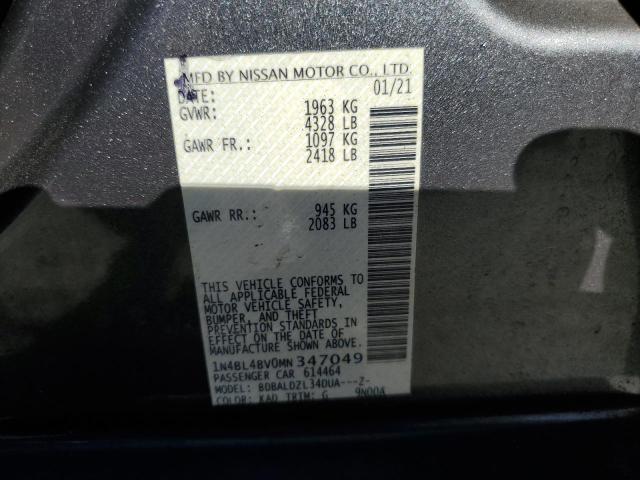 MFD BY NISSAN MOTOR CO., LTD.
DATE: 01/21
GVWR: 1963 KG
4328 LB
GAWR FR.: 1097 KG
2418 LB
GAWR RR.: 945 KG
2083 LB
THIS VEHICLE CONFORMS TO
ALL APPLICABLE FEDERAL
MOTOR VEHICLE SAFETY,
BUMPER, AND THEFT
PREVENTION STANDARDS IN
EFFECT ON THE DATE OF
MANUFACTURE SHOWN ABOVE.
1N4BL4BV0MN347049
PASSENGER CAR 614464
MODEL: BDBALDZL34DUA---Z-
COLOR: KAD TRIM: G 9N00A